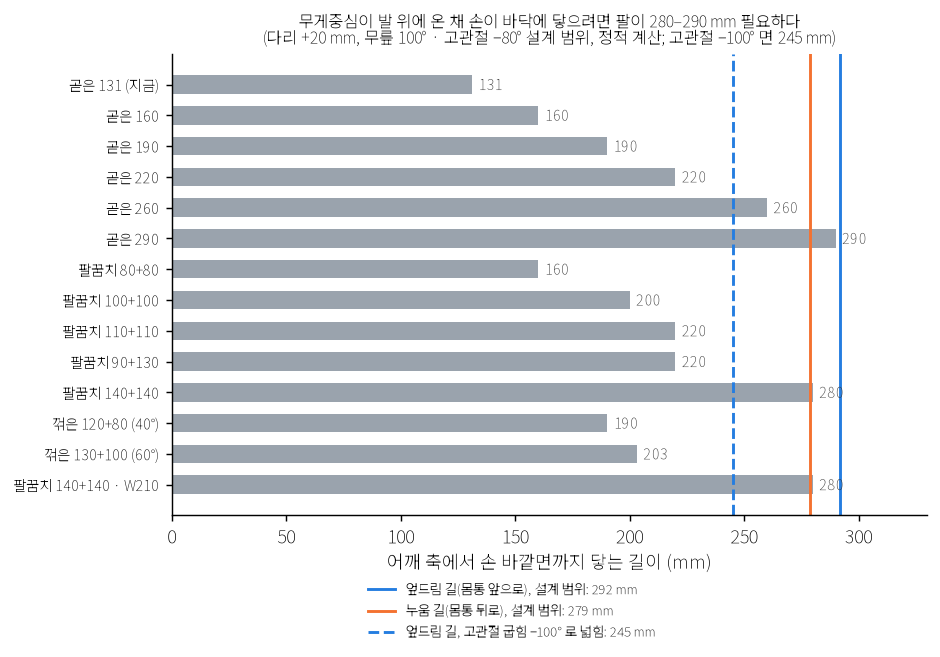 무게중심이 발 위에 온 채 손이 바닥에 닿으려면 팔이 280–290 mm 필요하다
(다리 +20 mm, 무릎 100° · 고관절 −80° 설계 범위, 정적 계산; 고관절 −100° 면 245 mm)
곧은 131 (지금) 131
곧은 160 160
곧은 190 190
곧은 220 220
곧은 260 260
곧은 290 290
팔꿈치 80+80 160
팔꿈치 100+100 200
팔꿈치 110+110 220
팔꿈치 90+130 220
팔꿈치 140+140 280
꺾은 120+80 (40°) 190
꺾은 130+100 (60°) 203
팔꿈치 140+140 · W210 280
0 50 100 150 200 250 300
어깨 축에서 손 바깥면까지 닿는 길이 (mm)
엎드림 길(몸통 앞으로), 설계 범위: 292 mm
누움 길(몸통 뒤로), 설계 범위: 279 mm
엎드림 길, 고관절 굽힘 −100° 로 넓힘: 245 mm